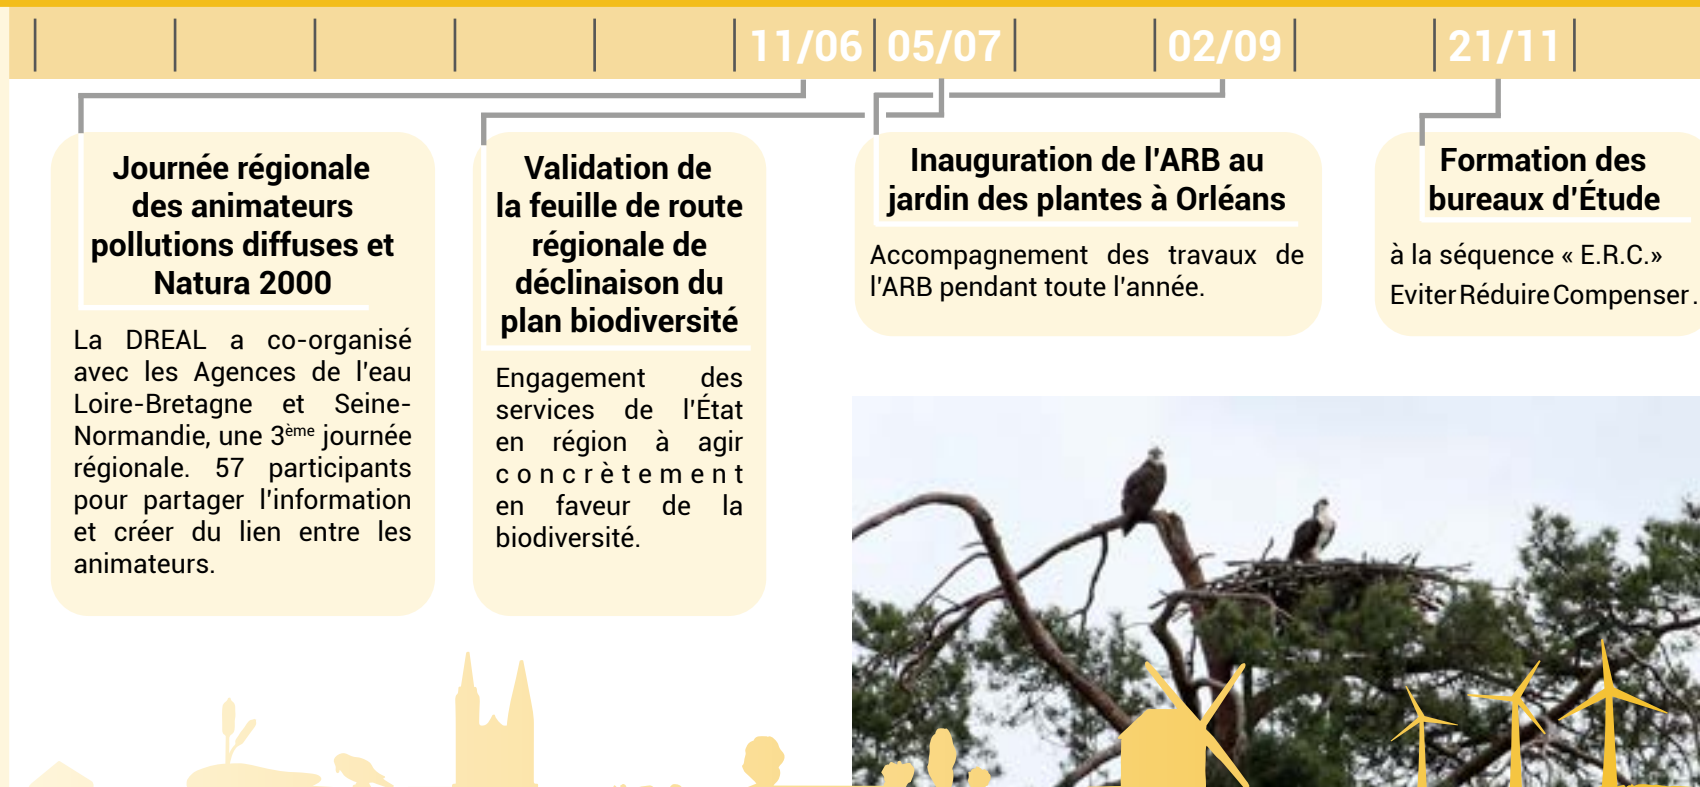 11/06
05/07
02/09
21/11
Journée régionale
des animateurs
pollutions diffuses et
Natura 2000
La DREAL a co-organisé
avec les Agences de l'eau
Loire-Bretagne et Seine-
Normandie, une 3ème journée
régionale. 57 participants
pour partager l'information
et créer du lien entre les
animateurs.
Validation de
la feuille de route
régionale de
déclinaison du
plan biodiversité
Engagement des
services de l'État
en région à agir
concrètement
en faveur de la
biodiversité.
Inauguration de l'ARB au
jardin des plantes à Orléans
Accompagnement des travaux de
l'ARB pendant toute l'année.
Formation des
bureaux d'Étude
à la séquence « E.R.C.»
Eviter Réduire Compenser.